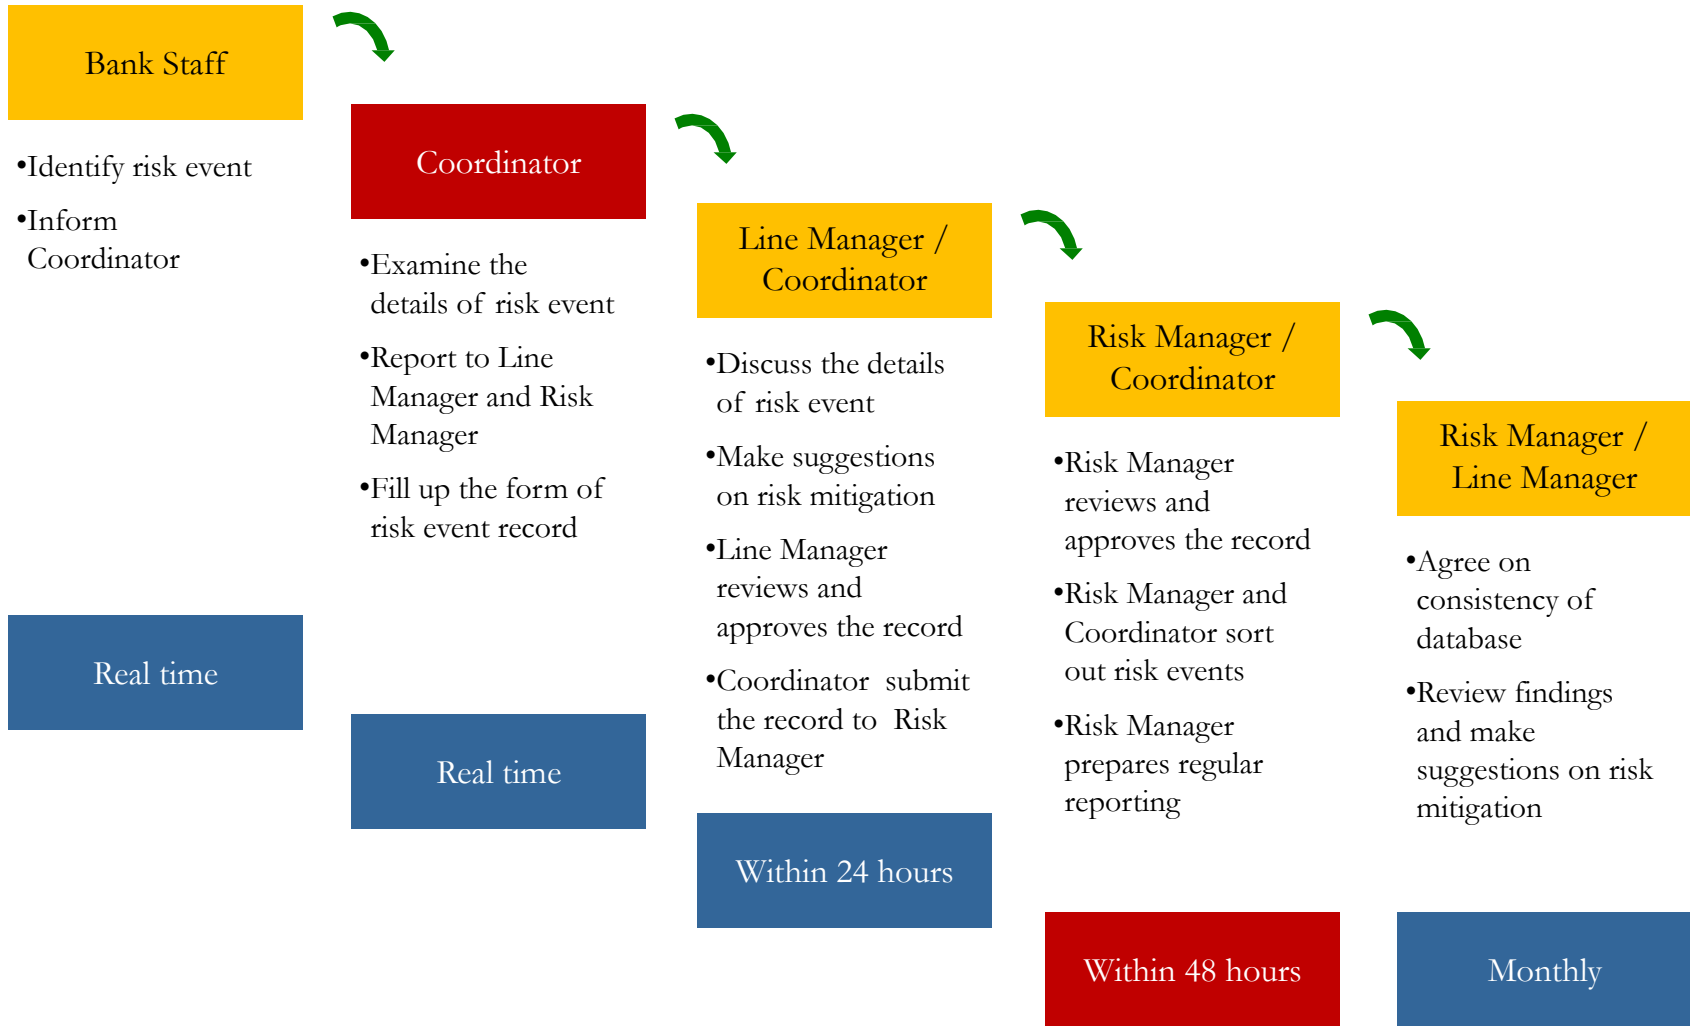 Bank Staff
•Identify risk event
•Inform
Coordinator
Real time
Coordinator
•Examine the
details of risk event
•Report to Line
Manager and Risk
Manager
•Fill up the form of
risk event record
Real time
Line Manager /
Coordinator
•Discuss the details
of risk event
•Make suggestions
on risk mitigation
•Line Manager
reviews and
approves the record
•Coordinator submit
the record to Risk
Manager
Within 24 hours
Risk Manager /
Coordinator
•Risk Manager
reviews and
approves the record
•Risk Manager and
Coordinator sort
out risk events
•Risk Manager
prepares regular
reporting
Within 48 hours
Risk Manager /
Line Manager
•Agree on
consistency of
database
•Review findings
and make
suggestions on risk
mitigation
Monthly